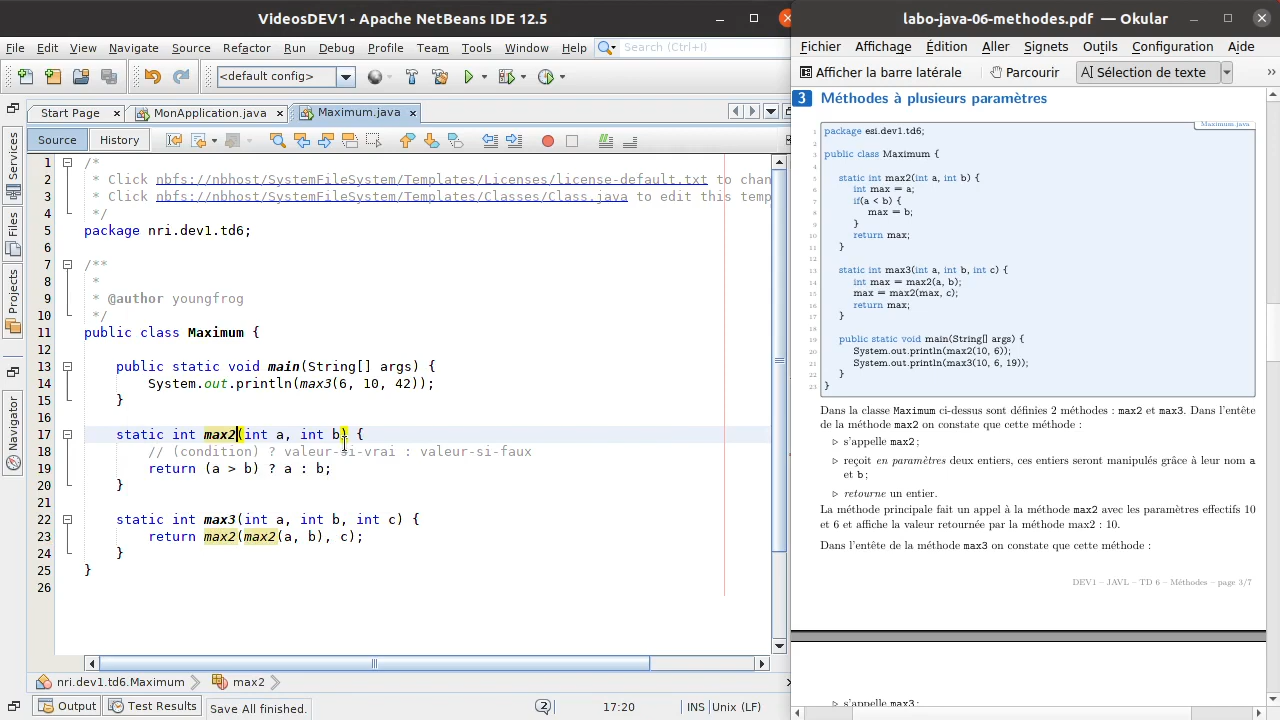 VideosDEV1 - Apache NetBeans IDE 12.5
File Edit View Navigate Source Refactor Run Debug Profile Team Tools Window Help Search (Ctrl+I)
<default config>
Start Page MonApplication.java Maximum.java
Source History
1 /*
2 * Click nbfs://nbhost/SystemFileSystem/Templates/Licenses/license-default.txt to chan
3 * Click nbfs://nbhost/SystemFileSystem/Templates/Classes/Class.java to edit this temp
4 */
5 package nri.dev1.td6;
6
7 /**
8 *
9 * @author youngfrog
10 */
11 public class Maximum {
12
13 public static void main(String[] args) {
14 System.out.println(max3(6, 10, 42));
15 }
16
17 static int max2(int a, int b) {
18 // (condition) ? valeur-si-vrai : valeur-si-faux
19 return (a > b) ? a : b;
20 }
21
22 static int max3(int a, int b, int c) {
23 return max2(max2(a, b), c);
24 }
25 }
26
Services
Files
Projects
Navigator
nri.dev1.td6.Maximum max2
Output Test Results Save All finished. 2 17:20 INS Unix (LF)
labo-java-06-methodes.pdf — Okular
Fichier Affichage Édition Aller Signets Outils Configuration Aide
Afficher la barre latérale Parcourir Sélection de texte »
3 Méthodes à plusieurs paramètres
Maximum.java
1 package esi.dev1.td6;
2
3 public class Maximum {
4
5 static int max2(int a, int b) {
6 int max = a;
7 if(a < b) {
8 max = b;
9 }
10 return max;
11 }
12
13 static int max3(int a, int b, int c) {
14 int max = max2(a, b);
15 max = max2(max, c);
16 return max;
17 }
18
19 public static void main(String[] args) {
20 System.out.println(max2(10, 6));
21 System.out.println(max3(10, 6, 19));
22 }
23 }
Dans la classe Maximum ci-dessus sont définies 2 méthodes : max2 et max3. Dans l'entête
de la méthode max2 on constate que cette méthode :
▷ s'appelle max2 ;
▷ reçoit en paramètres deux entiers, ces entiers seront manipulés grâce à leur nom a
et b ;
▷ retourne un entier.
La méthode principale fait un appel à la méthode max2 avec les paramètres effectifs 10
et 6 et affiche la valeur retournée par la méthode max2 : 10.
Dans l'entête de la méthode max3 on constate que cette méthode :
DEV1 – JAVL – TD 6 – Méthodes – page 3/7
▷ s'appelle max3 ;